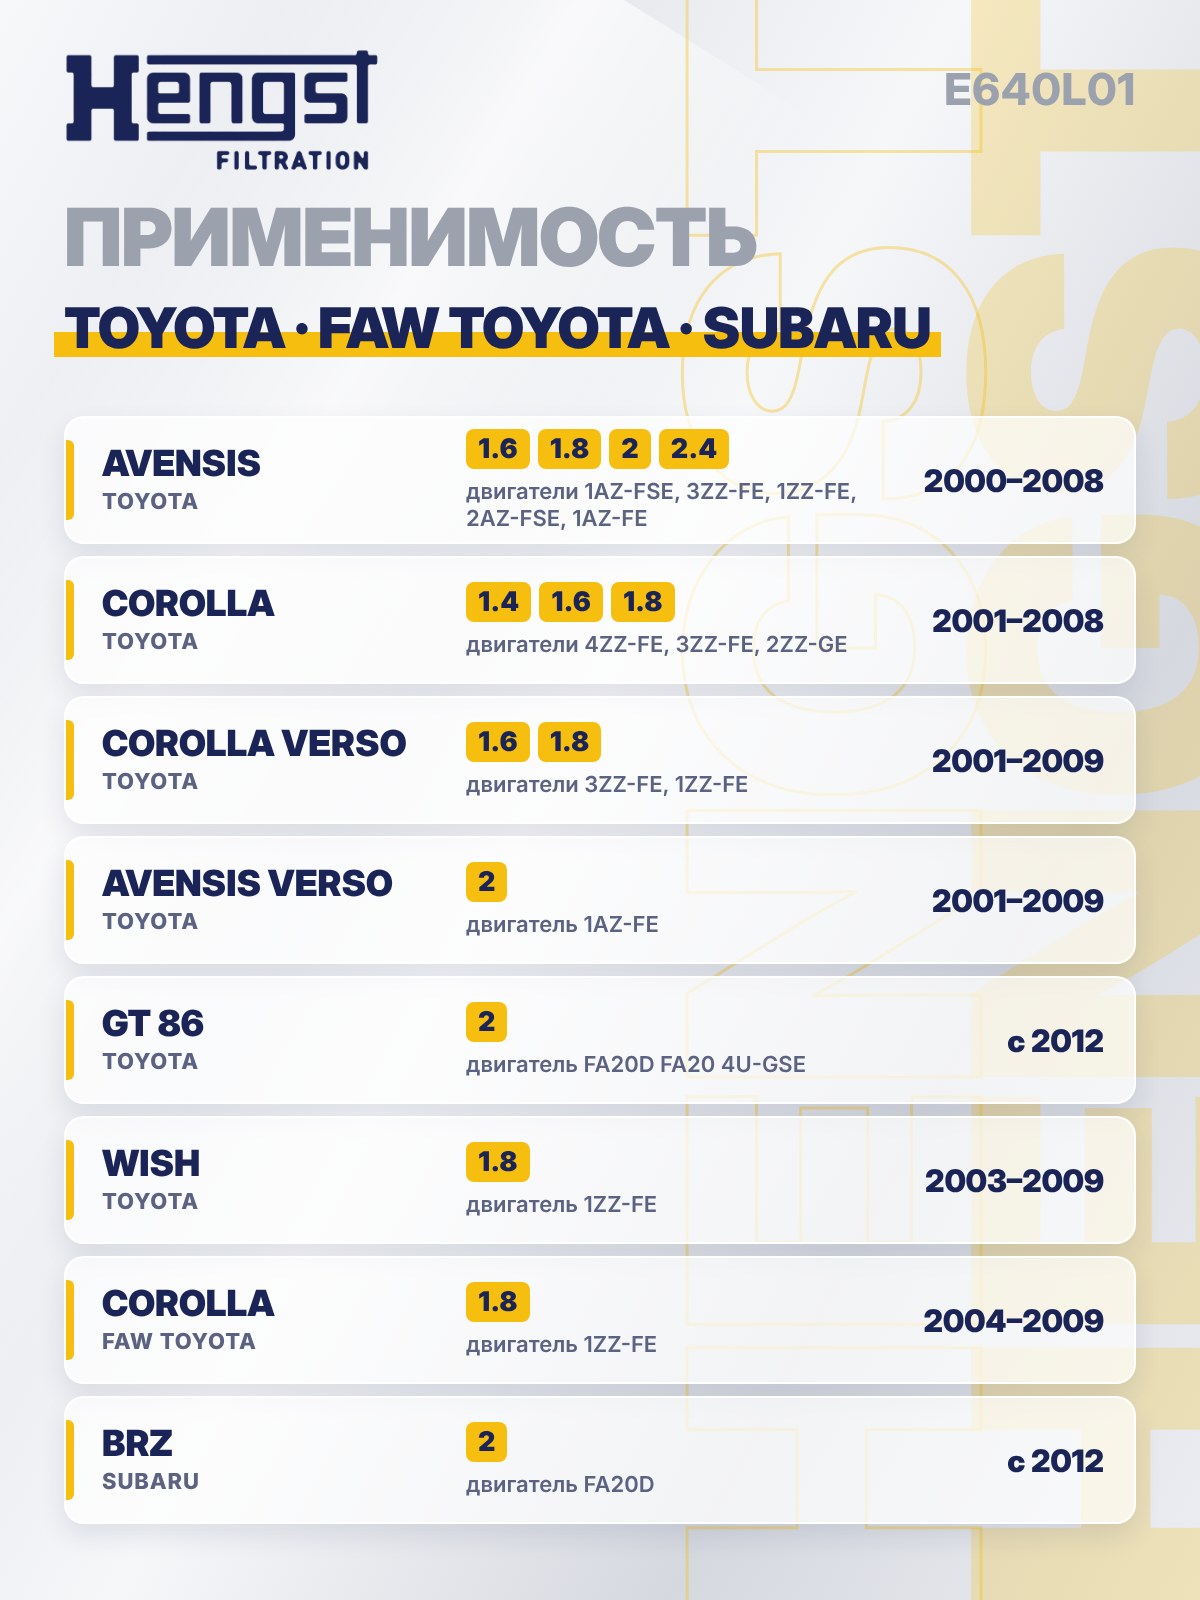 Hengst
FILTRATION
E640L01
ПРИМЕНИМОСТЬ
TOYOTA · FAW TOYOTA · SUBARU
AVENSIS
TOYOTA
1.6 1.8 2 2.4
двигатели 1AZ-FSE, 3ZZ-FE, 1ZZ-FE,
2AZ-FSE, 1AZ-FE
2000–2008
COROLLA
TOYOTA
1.4 1.6 1.8
двигатели 4ZZ-FE, 3ZZ-FE, 2ZZ-GE
2001–2008
COROLLA VERSO
TOYOTA
1.6 1.8
двигатели 3ZZ-FE, 1ZZ-FE
2001–2009
AVENSIS VERSO
TOYOTA
2
двигатель 1AZ-FE
2001–2009
GT 86
TOYOTA
2
двигатель FA20D FA20 4U-GSE
с 2012
WISH
TOYOTA
1.8
двигатель 1ZZ-FE
2003–2009
COROLLA
FAW TOYOTA
1.8
двигатель 1ZZ-FE
2004–2009
BRZ
SUBARU
2
двигатель FA20D
с 2012
HENGST
HENGST